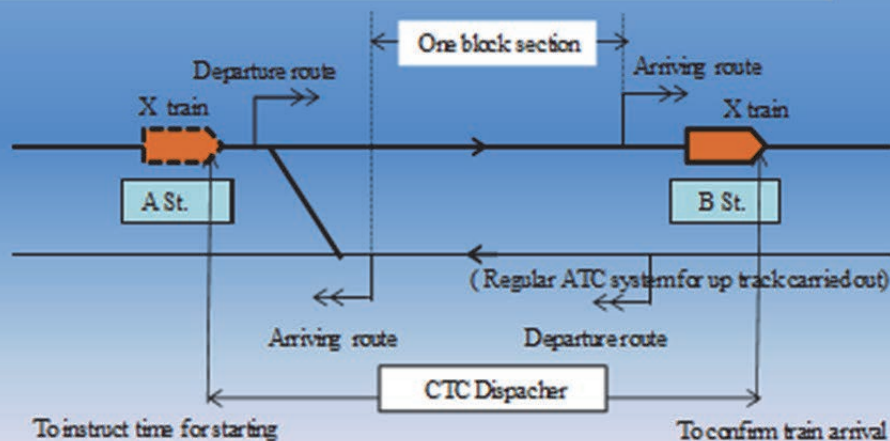 One block section
Departure route
Arriving route
X train
X train
A St.
B St.
( Regular ATC system for up track carried out)
Arriving route
Departure route
CTC Dispacher
To instruct time for starting
To confirm train arrival